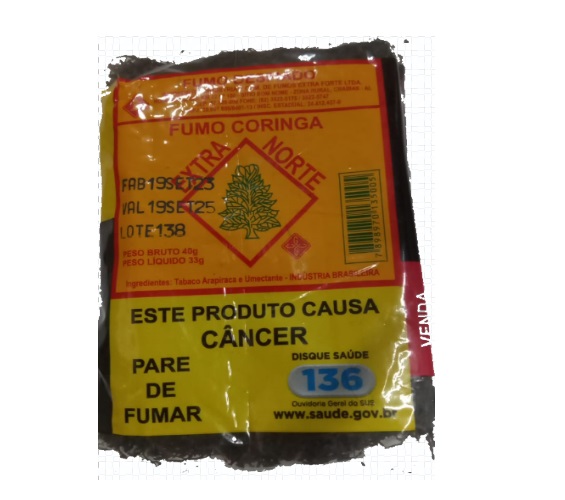 FUMO
FUMO CORINGA
EXTRA NORTE
FAB19SET23
VAL19SET25
LOTE138
PESO BRUTO 40g
PESO LÍQUIDO 33g
Ingredientes: Tabaco Arapiraca e Umectante - INDÚSTRIA BRASILEIRA
ESTE PRODUTO CAUSA
CÂNCER
PARE
DE
FUMAR
DISQUE SAÚDE
136
Ouvidoria Geral do SUS
www.saude.gov.br
VENDA